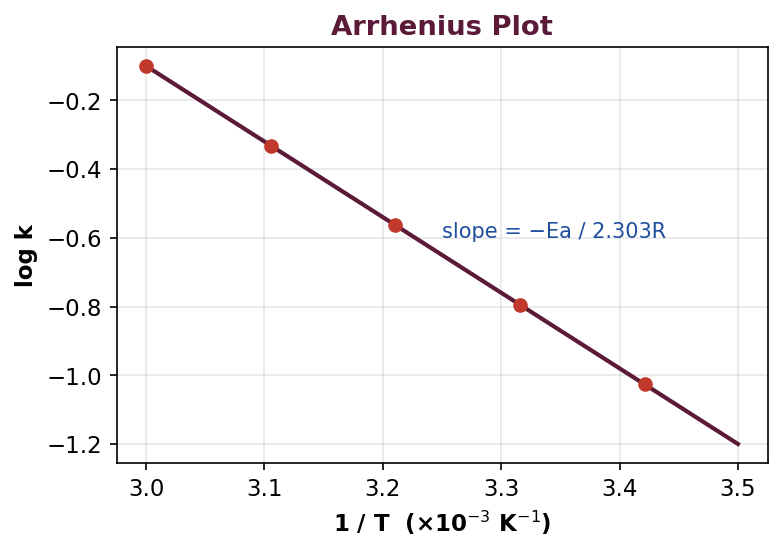 Arrhenius Plot
log k
−0.2
−0.4
−0.6
−0.8
−1.0
−1.2
slope = −Ea / 2.303R
3.0 3.1 3.2 3.3 3.4 3.5
1 / T (×10⁻³ K⁻¹)